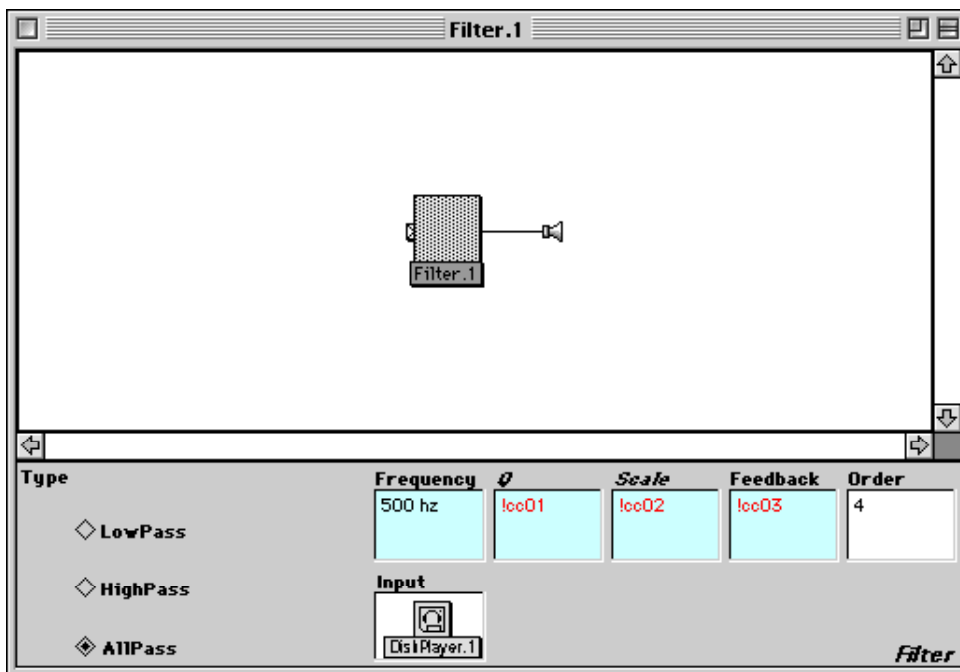 Filter.1
Filter.1
Type
LowPass
HighPass
AllPass
Frequency Q Scale Feedback Order
500 hz !cc01 !cc02 !cc03 4
Input
DiskPlayer.1
Filter